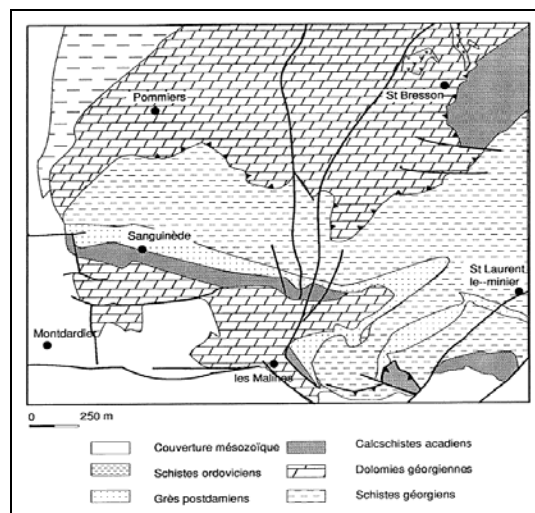 Pommiers
St Bresson
Sanguinède
St Laurent
le--minier
Montdardier
les Malines
0 250 m
Couverture mésozoïque
Calcschistes acadiens
Schistes ordoviciens
Dolomies géorgiennes
Grès postdamiens
Schistes géorgiens